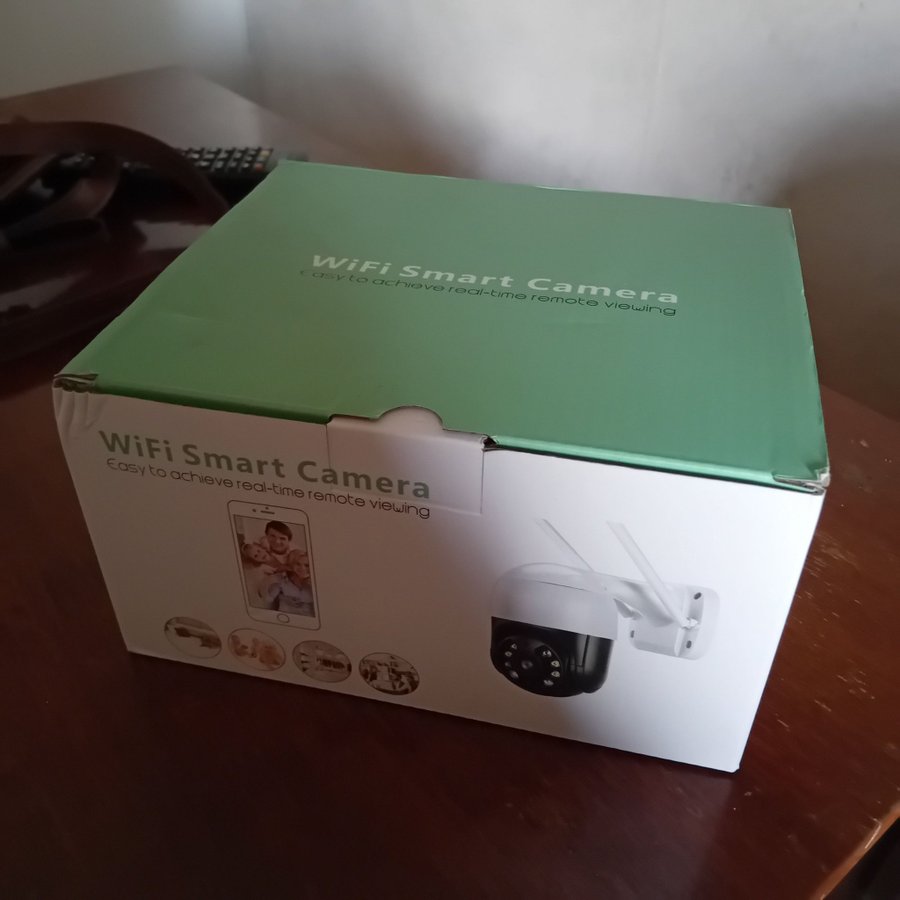 WiFi Smart Camera
Easy to achieve real-time remote viewing
WiFi Smart Camera
Easy to achieve real-time remote viewing